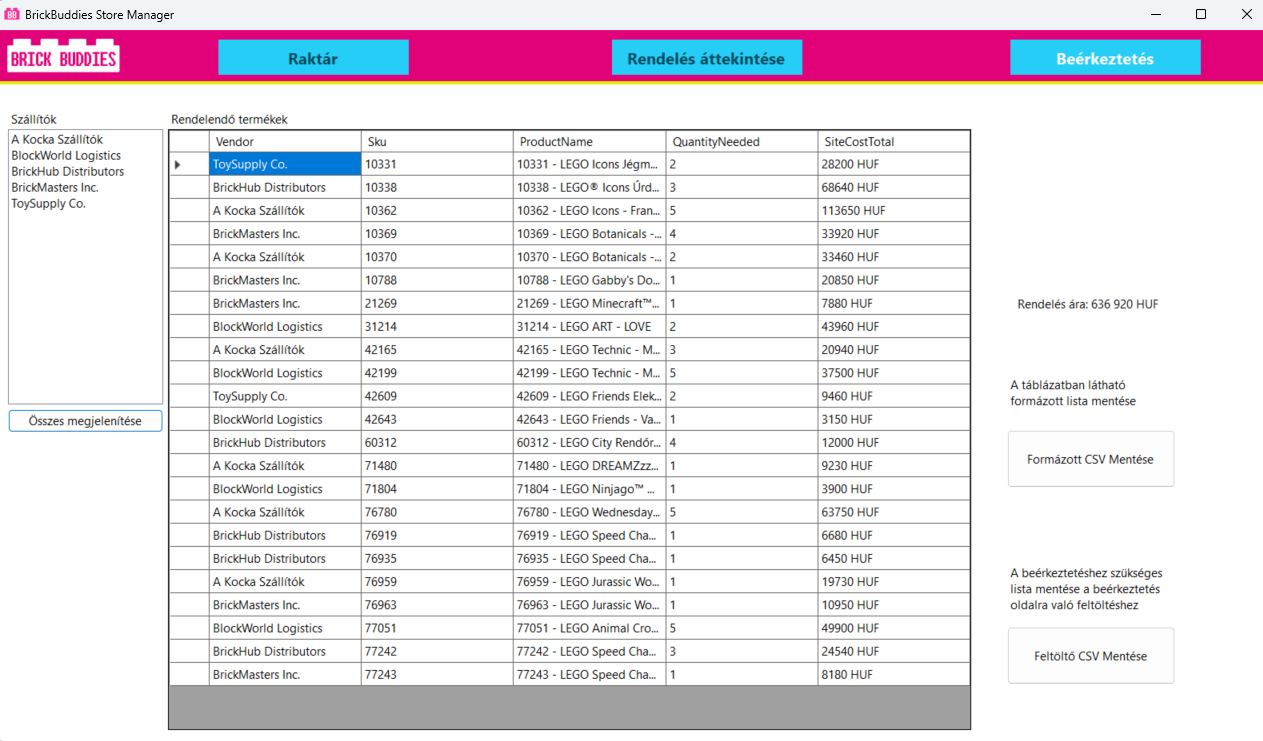 BrickBuddies Store Manager
BRICK BUDDIES
Raktár
Rendelés áttekintése
Beérkeztetés
Szállítók
A Kocka Szállítók
BlockWorld Logistics
BrickHub Distributors
BrickMasters Inc.
ToySupply Co.
Összes megjelenítése
Rendelendő termékek
Vendor Sku ProductName QuantityNeeded SiteCostTotal
ToySupply Co. 10331 10331 - LEGO Icons Jégm... 2 28200 HUF
BrickHub Distributors 10338 10338 - LEGO® Icons Űrd... 3 68640 HUF
A Kocka Szállítók 10362 10362 - LEGO Icons - Fran... 5 113650 HUF
BrickMasters Inc. 10369 10369 - LEGO Botanicals -... 4 33920 HUF
A Kocka Szállítók 10370 10370 - LEGO Botanicals -... 2 33460 HUF
BrickMasters Inc. 10788 10788 - LEGO Gabby's Do... 1 20850 HUF
BrickMasters Inc. 21269 21269 - LEGO Minecraft™... 1 7880 HUF
BlockWorld Logistics 31214 31214 - LEGO ART - LOVE 2 43960 HUF
A Kocka Szállítók 42165 42165 - LEGO Technic - M... 3 20940 HUF
BlockWorld Logistics 42199 42199 - LEGO Technic - M... 5 37500 HUF
ToySupply Co. 42609 42609 - LEGO Friends Elek... 2 9460 HUF
BlockWorld Logistics 42643 42643 - LEGO Friends - Va... 1 3150 HUF
BrickHub Distributors 60312 60312 - LEGO City Rendőr... 4 12000 HUF
A Kocka Szállítók 71480 71480 - LEGO DREAMZzz... 1 9230 HUF
BlockWorld Logistics 71804 71804 - LEGO Ninjago™ ... 1 3900 HUF
A Kocka Szállítók 76780 76780 - LEGO Wednesday... 5 63750 HUF
BrickHub Distributors 76919 76919 - LEGO Speed Cha... 1 6680 HUF
BrickHub Distributors 76935 76935 - LEGO Speed Cha... 1 6450 HUF
A Kocka Szállítók 76959 76959 - LEGO Jurassic Wo... 1 19730 HUF
BrickMasters Inc. 76963 76963 - LEGO Jurassic Wo... 1 10950 HUF
BlockWorld Logistics 77051 77051 - LEGO Animal Cro... 5 49900 HUF
BrickHub Distributors 77242 77242 - LEGO Speed Cha... 3 24540 HUF
BrickMasters Inc. 77243 77243 - LEGO Speed Cha... 1 8180 HUF
Rendelés ára: 636 920 HUF
A táblázatban látható
formázott lista mentése
Formázott CSV Mentése
A beérkeztetéshez szükséges
lista mentése a beérkeztetés
oldalra való feltöltéshez
Feltöltő CSV Mentése